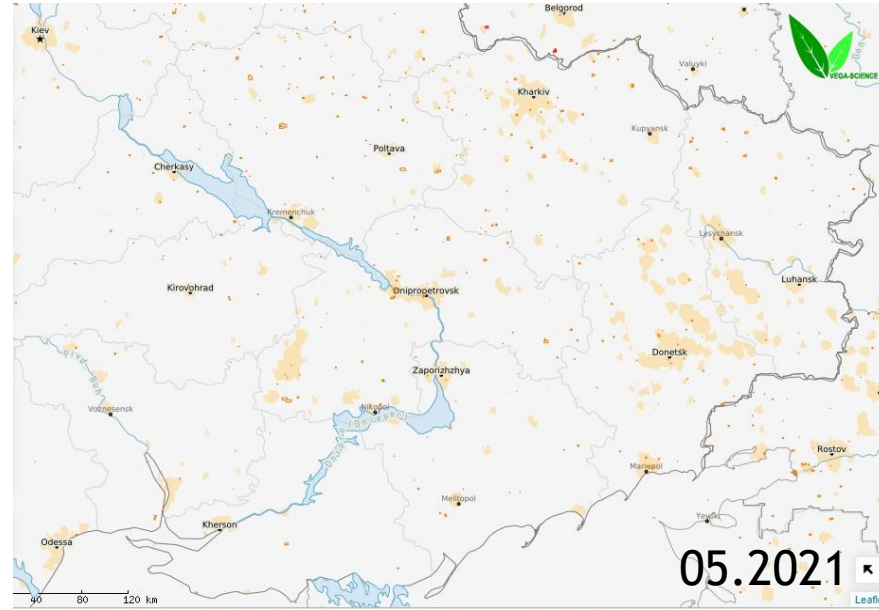 Belgorod
Kiev
VEGA-SCIENCE
Valuyki
Kharkiv
Kupyansk
Poltava
Cherkasy
Kremenchuk
Lysychansk
Luhansk
Kirovohrad
Dnipropetrovsk
Donetsk
Zaporizhzhya
Nikopol
Voznesensk
Rostov
Mariupol
Melitopol
Kherson
Yeysk
Odessa
05.2021
40 80 120 km
Leafl